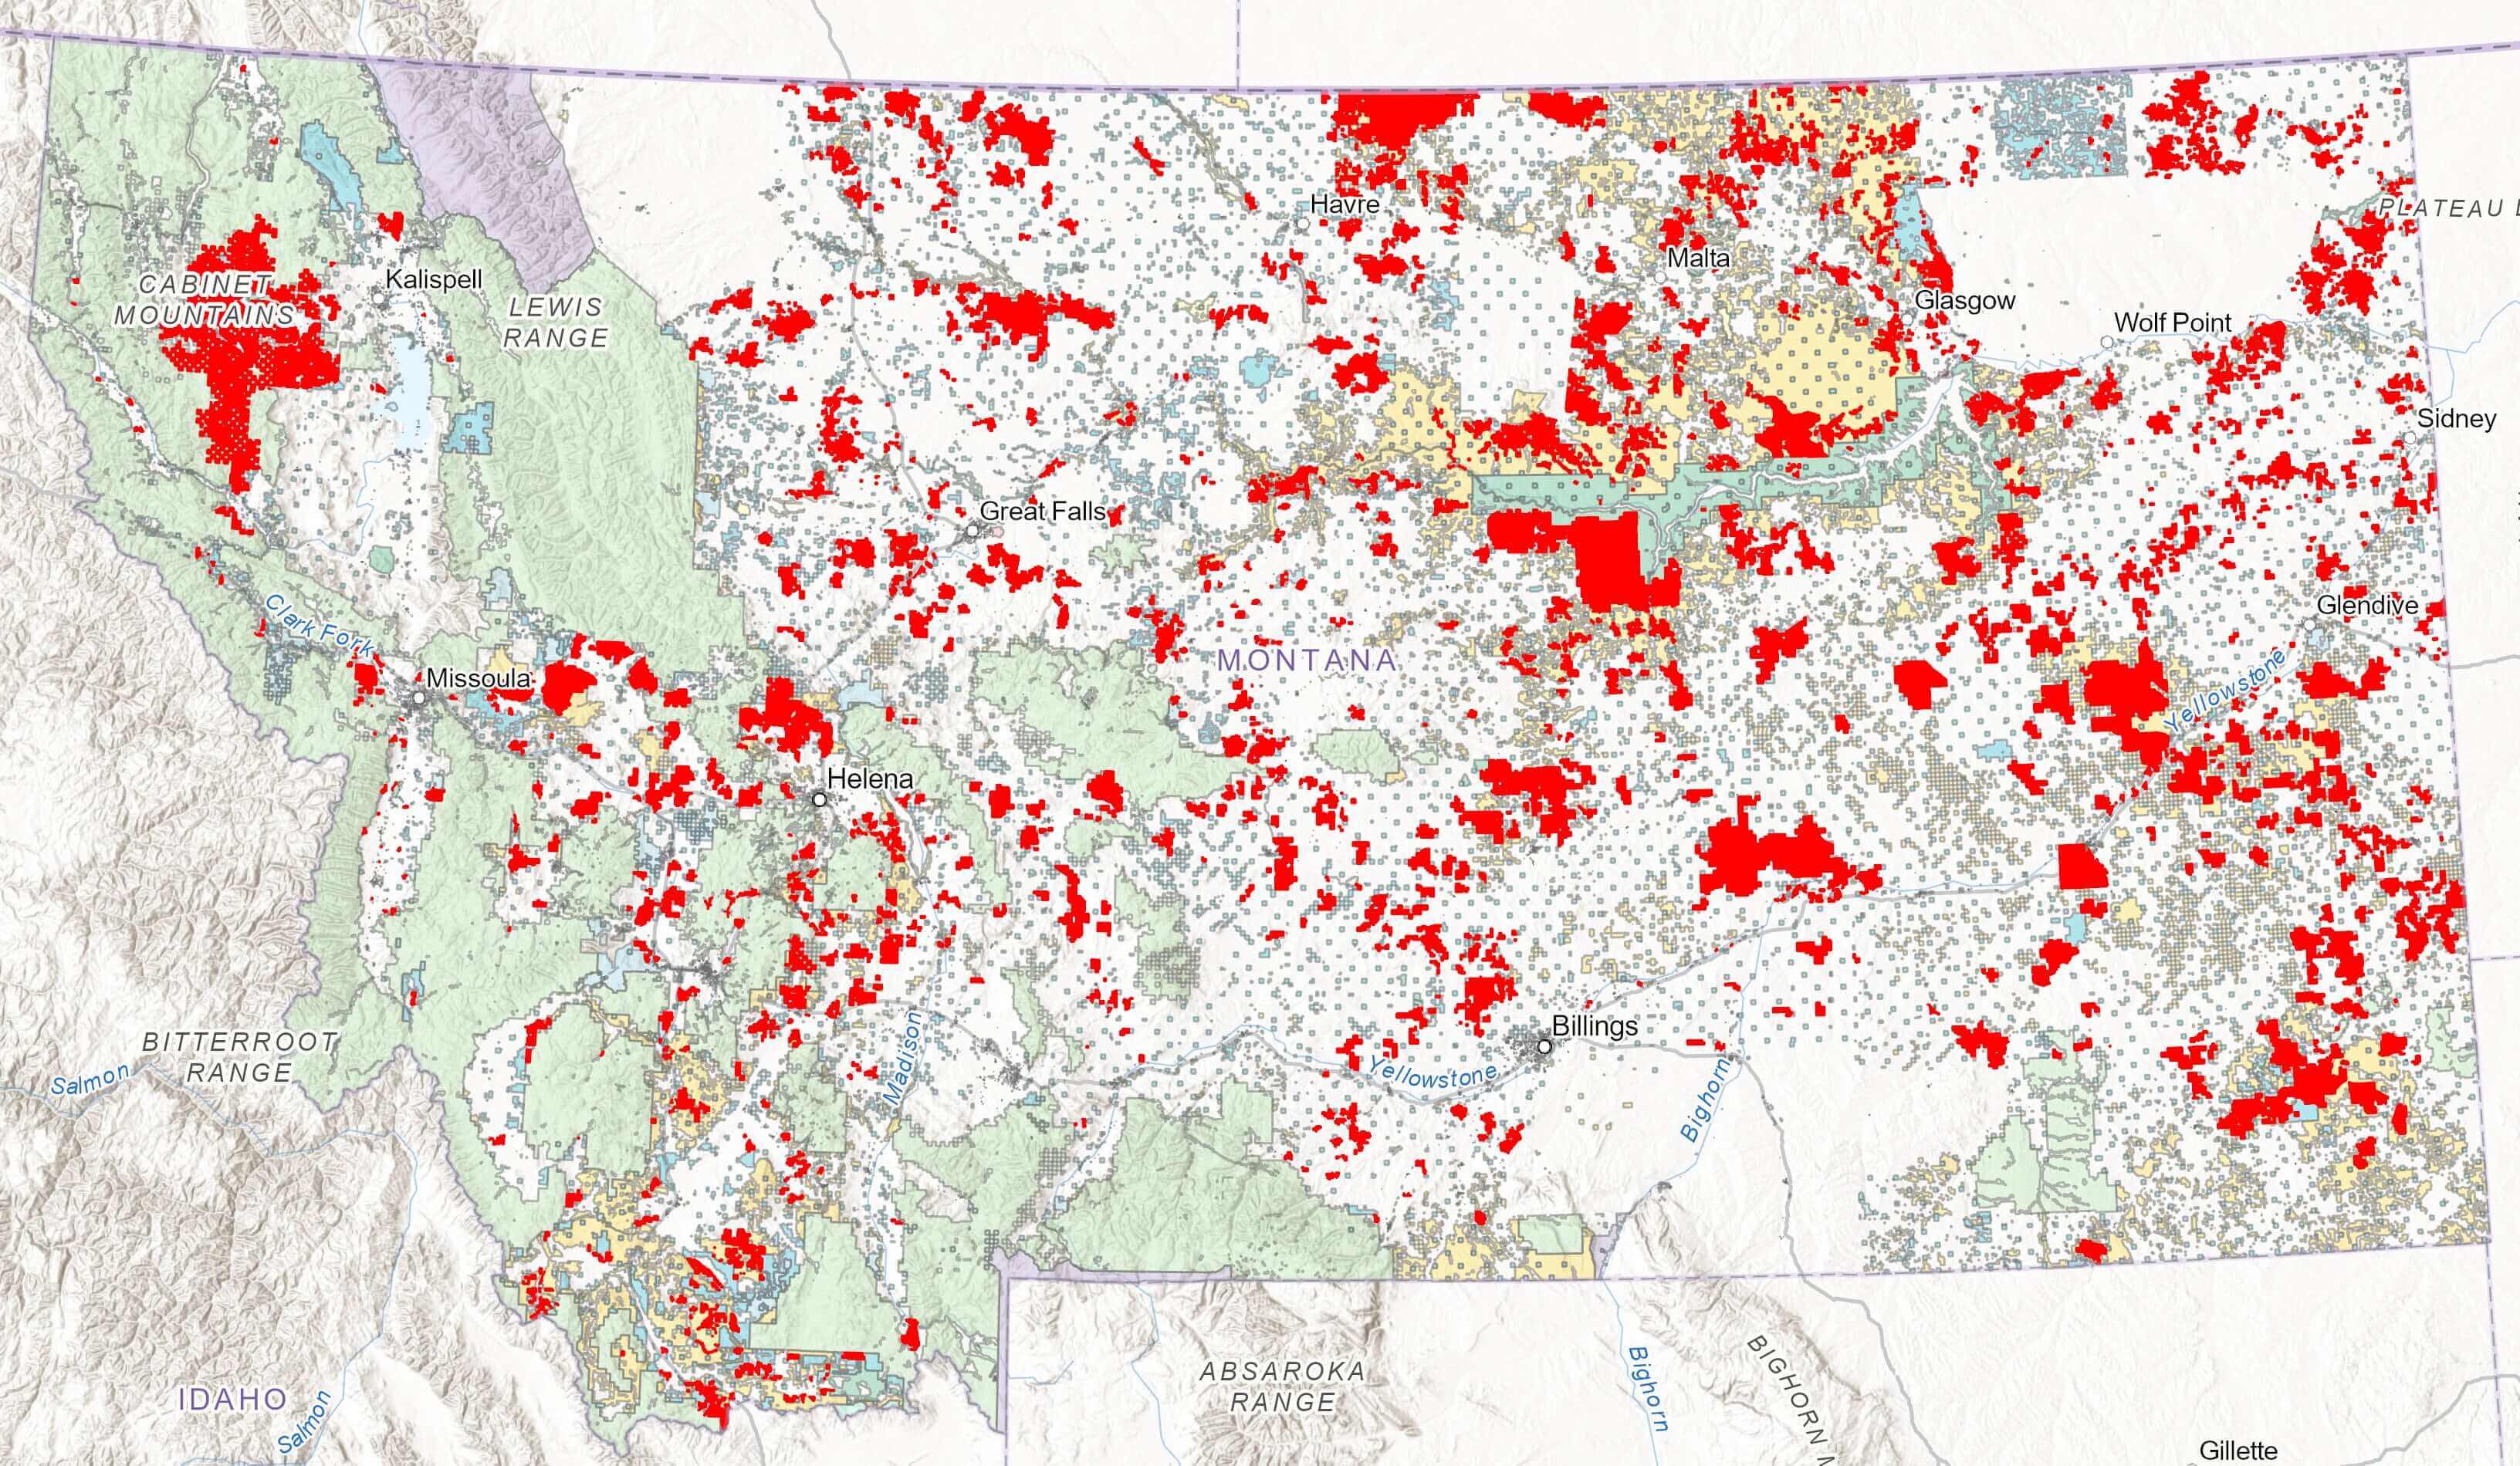 Havre
PLATEAU
Malta
Kalispell
CABINET
MOUNTAINS
LEWIS
RANGE
Glasgow
Wolf Point
Sidney
Great Falls
Clark Fork
Glendive
MONTANA
Missoula
Yellowstone
Helena
Billings
BITTERROOT
RANGE
Salmon
Madison
Yellowstone
Bighorn
ABSAROKA
RANGE
Bighorn
BIGHORN
IDAHO
Salmon
Gillette